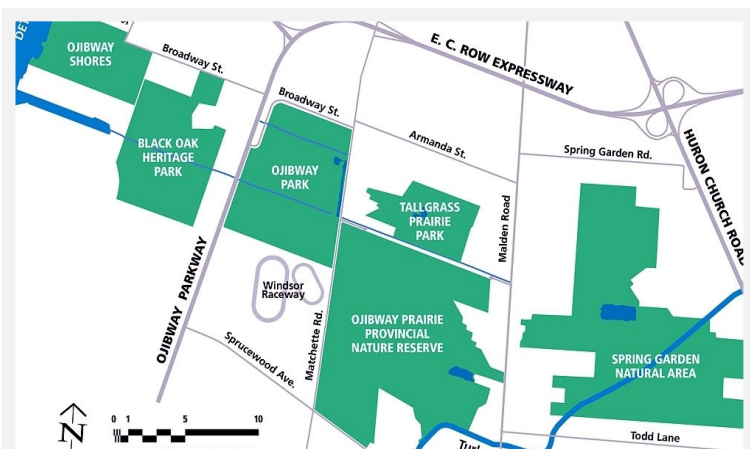 DE
OJIBWAY
SHORES
Broadway St.
E. C. ROW EXPRESSWAY
Broadway St.
BLACK OAK
HERITAGE
PARK
OJIBWAY
PARK
Armanda St.
Spring Garden Rd.
HURON CHURCH ROAD
TALLGRASS
PRAIRIE
PARK
Malden Road
OJIBWAY PARKWAY
Windsor
Raceway
Matchette Rd.
OJIBWAY PRAIRIE
PROVINCIAL
NATURE RESERVE
Sprucewood Ave.
SPRING GARDEN
NATURAL AREA
N
0 1 5 10
Todd Lane